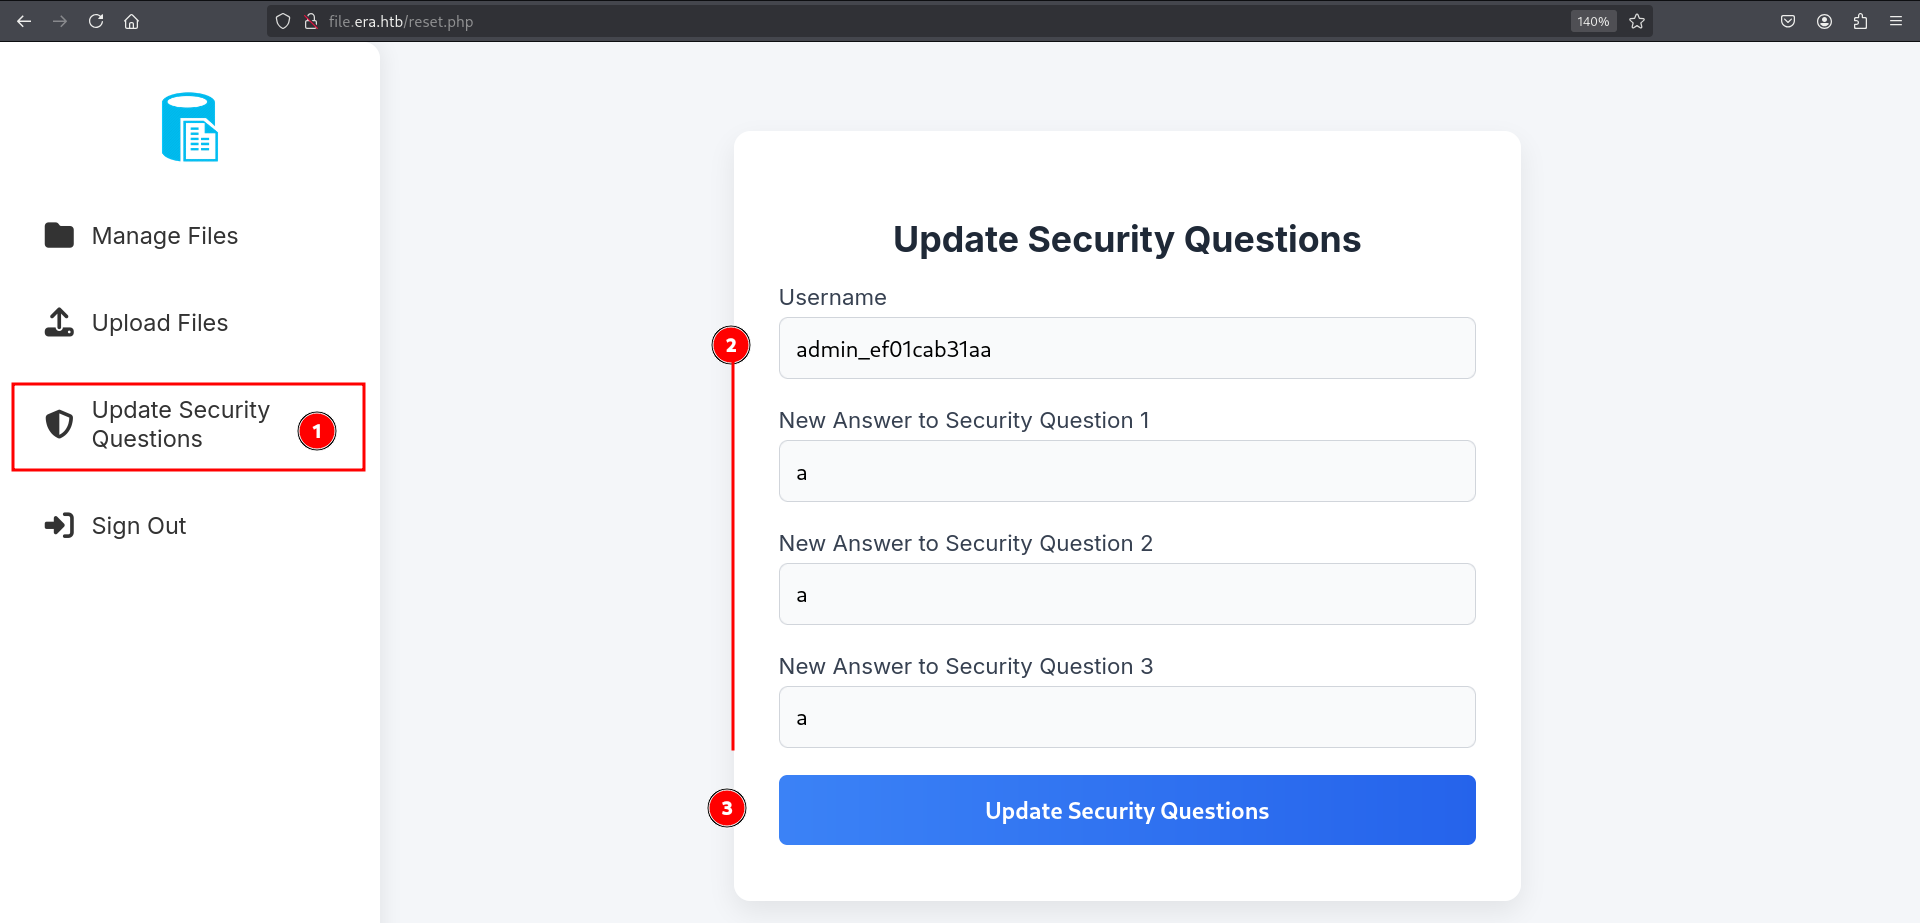 file.era.htb/reset.php
140%
Manage Files
Upload Files
Update Security
Questions
1
Sign Out
Update Security Questions
Username
2
admin_ef01cab31aa
New Answer to Security Question 1
a
New Answer to Security Question 2
a
New Answer to Security Question 3
a
3
Update Security Questions